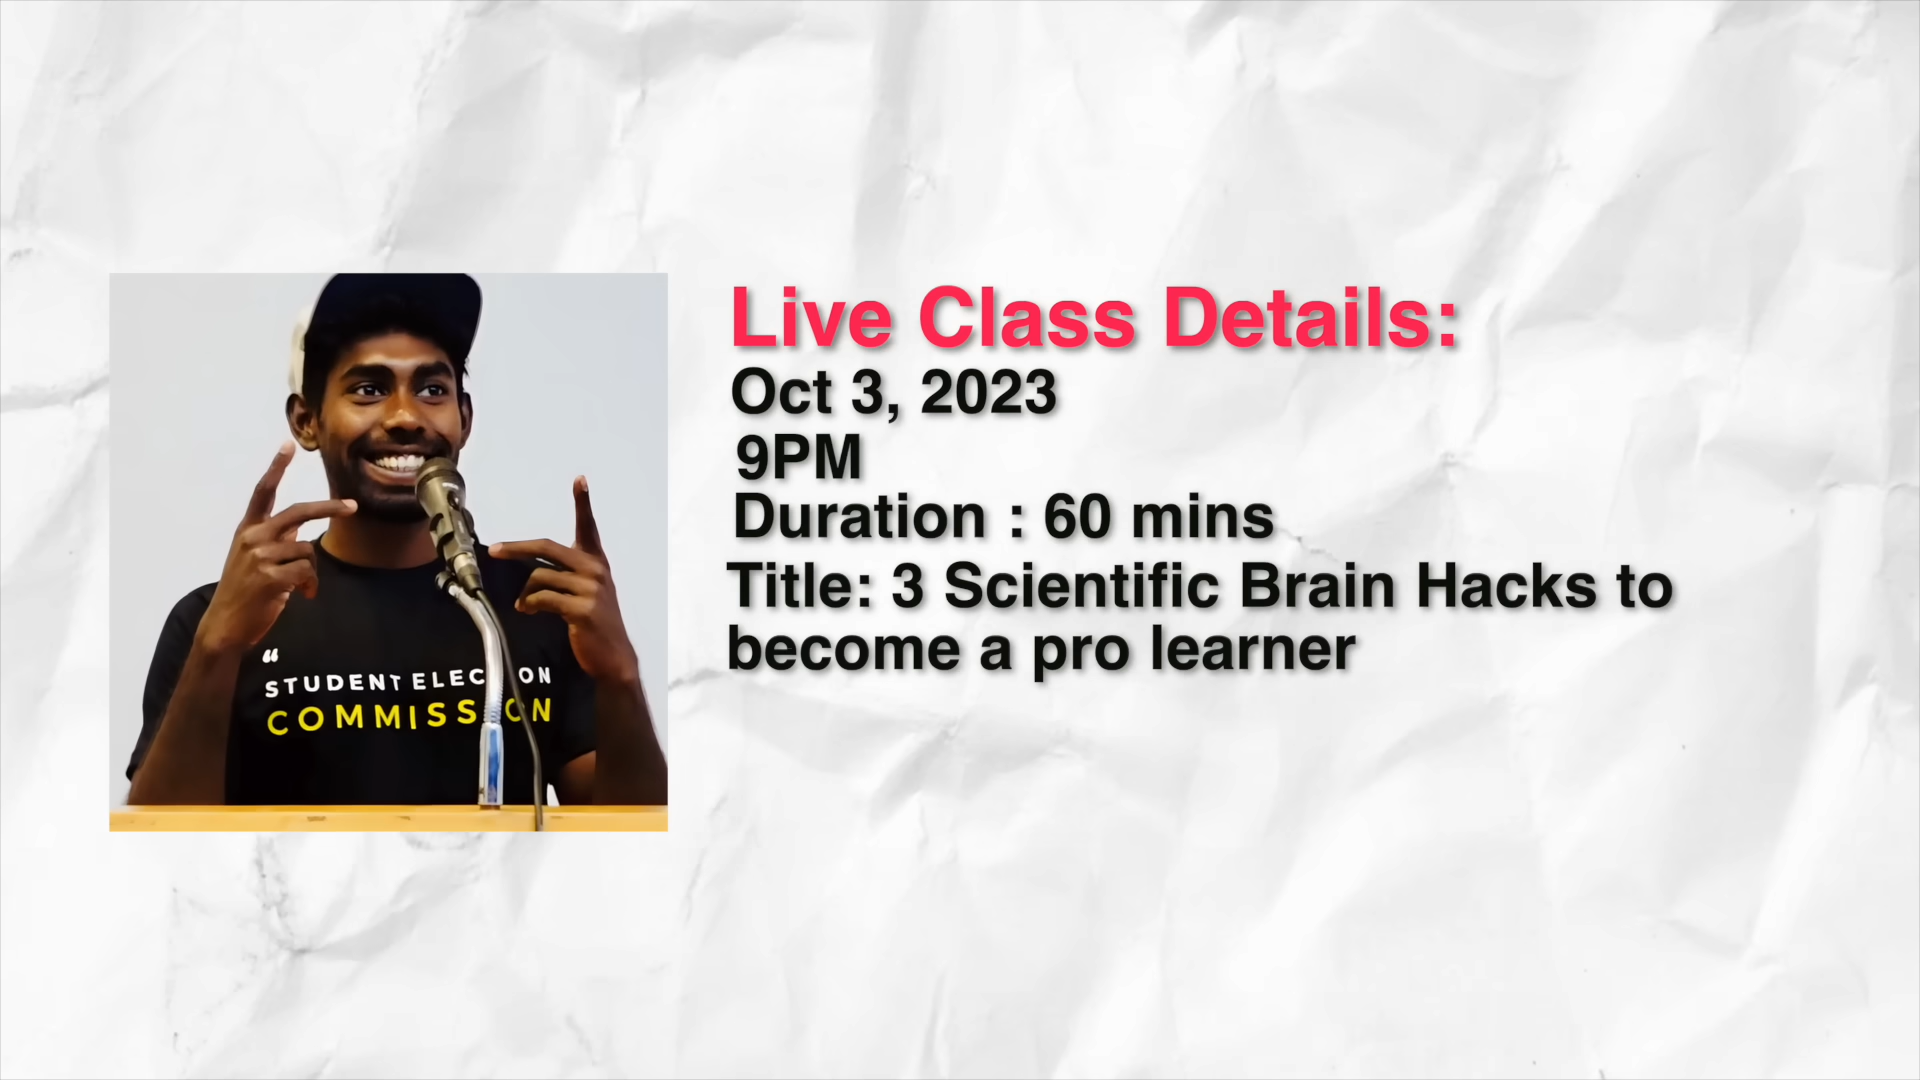 Live Class Details:
Oct 3, 2023
9PM
Duration : 60 mins
Title: 3 Scientific Brain Hacks to
become a pro learner
“
STUDENT ELEC ON
COMMISS ON